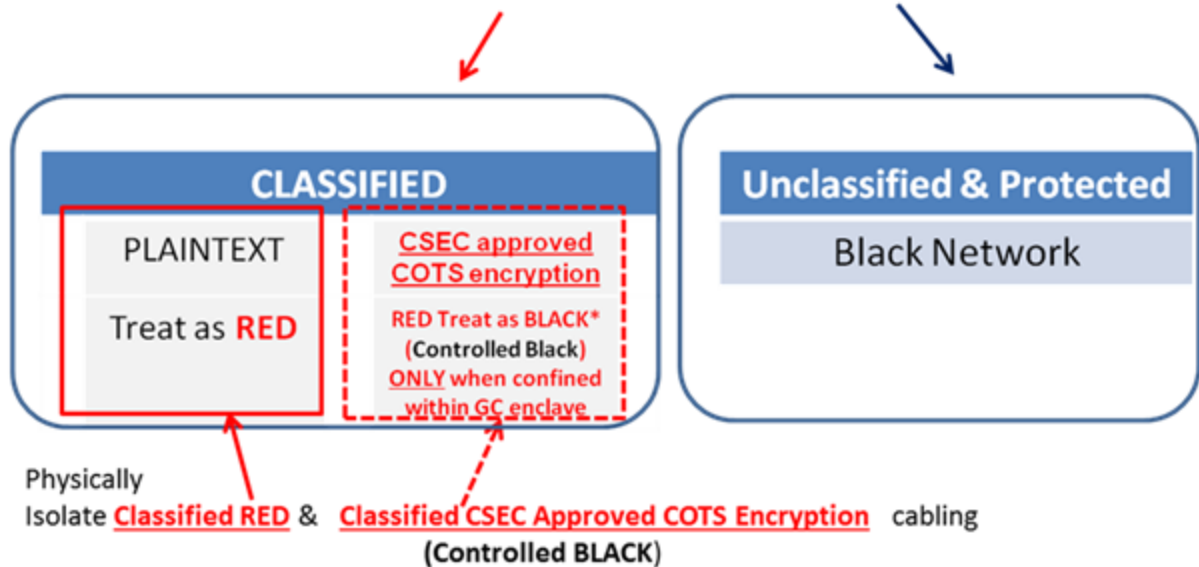 CLASSIFIED
PLAINTEXT
Treat as RED
CSEC approved
COTS encryption
RED Treat as BLACK*
(Controlled Black)
ONLY when confined
within GC enclave
Unclassified & Protected
Black Network
Physically
Isolate Classified RED & Classified CSEC Approved COTS Encryption cabling
(Controlled BLACK)